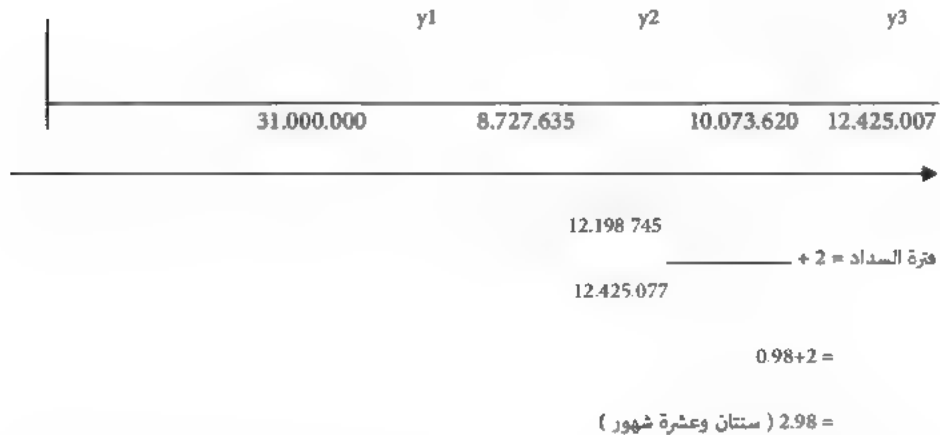 y1 y2 y3
31.000.000 8.727.635 10.073.620 12.425.007
12.198 745
فترة السداد = 2 +
12.425.077
= 2+0.98
= 2.98 ( سنتان وعشرة شهور )